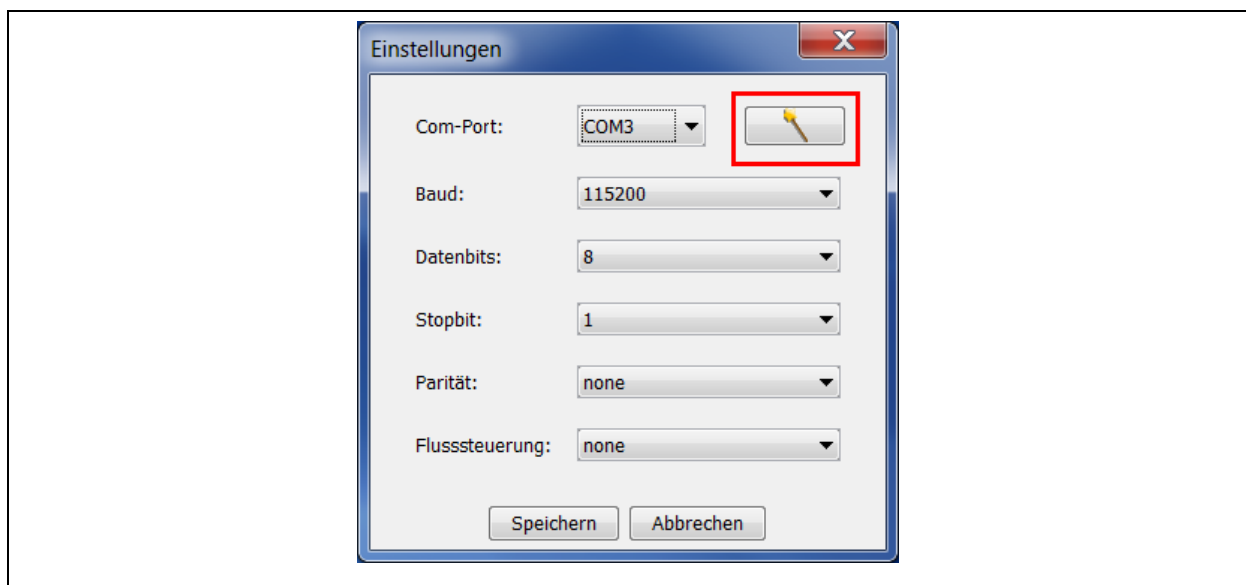 Einstellungen
Com-Port: COM3
Baud: 115200
Datenbits: 8
Stopbit: 1
Parität: none
Flusssteuerung: none
Speichern Abbrechen